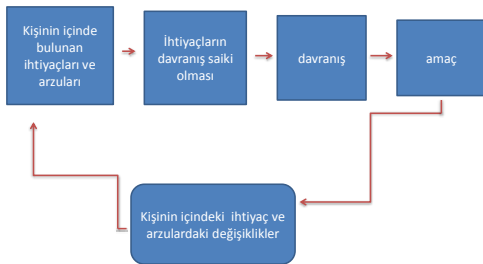 Kişinin içinde
bulunan
ihtiyaçları ve
arzuları
İhtiyaçların
davranış saiki
olması
davranış
amaç
Kişinin içindeki ihtiyaç ve
arzulardaki değişiklikler